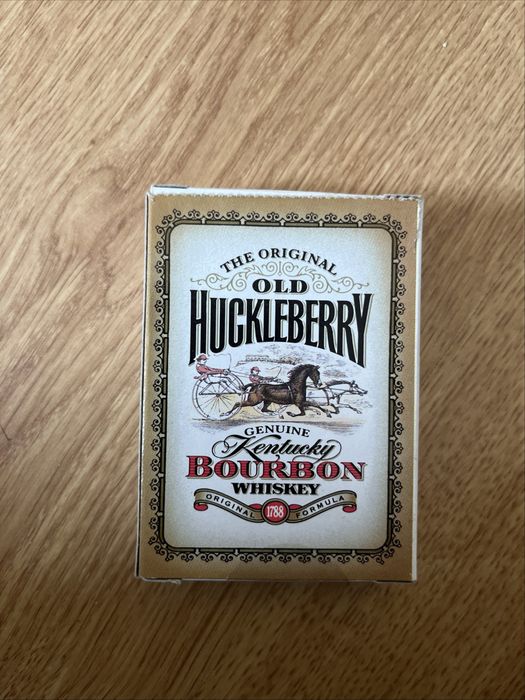 THE ORIGINAL
OLD
HUCKLEBERRY
GENUINE
Kentucky
BOURBON
WHISKEY
ORIGINAL 1788 FORMULA